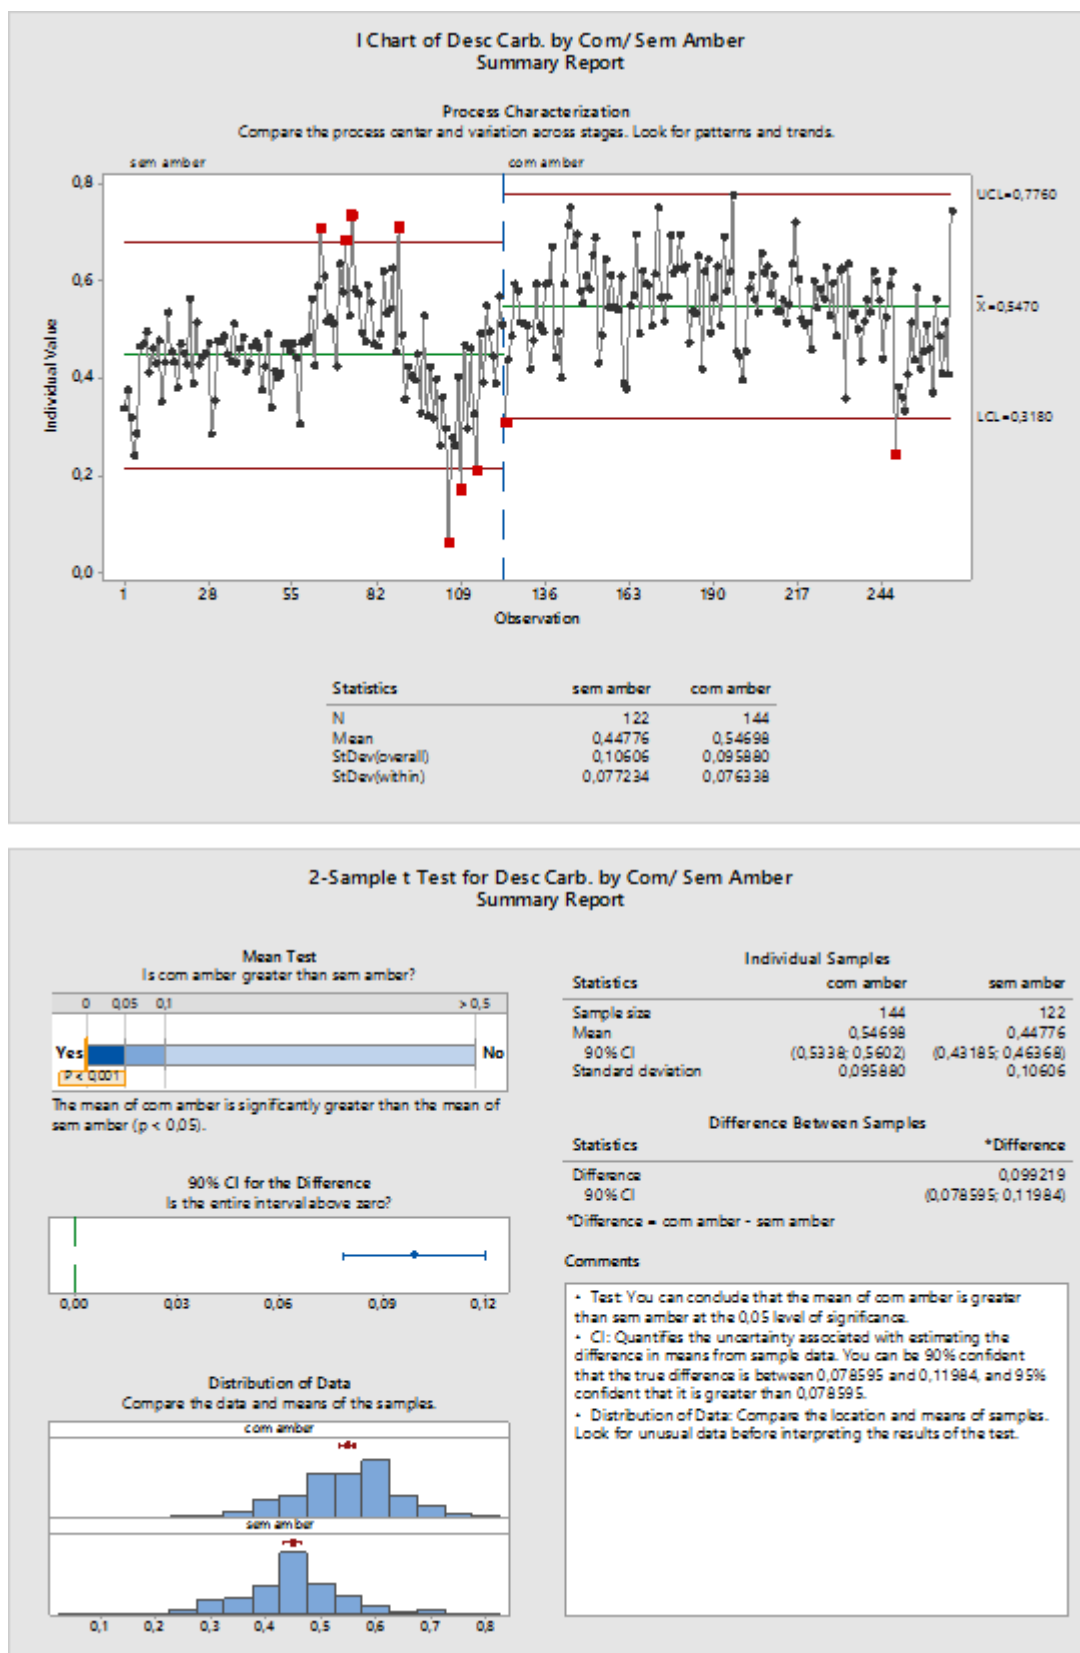 I Chart of Desc Carb. by Com/ Sem Amber
Summary Report
Process Characterization
Compare the process center and variation across stages. Look for patterns and trends.
sem amber com amber
0,8
0,6
0,4
0,2
0,0
Individual Value
UCL=0,7760
X̄=0,5470
LCL=0,3180
1 28 55 82 109 136 163 190 217 244
Observation
Statistics sem amber com amber
N 122 144
Mean 0,44776 0,54698
StDev(overall) 0,10606 0,095880
StDev(within) 0,077234 0,076338
2-Sample t Test for Desc Carb. by Com/ Sem Amber
Summary Report
Mean Test
Is com amber greater than sem amber?
0 0,05 0,1 > 0,5
Yes No
P < 0,001
The mean of com amber is significantly greater than the mean of
sem amber (p < 0,05).
90% CI for the Difference
Is the entire interval above zero?
0,00 0,03 0,06 0,09 0,12
Distribution of Data
Compare the data and means of the samples.
com amber
sem amber
0,1 0,2 0,3 0,4 0,5 0,6 0,7 0,8
Individual Samples
Statistics com amber sem amber
Sample size 144 122
Mean 0,54698 0,44776
90% CI (0,5338; 0,5602) (0,43185; 0,46368)
Standard deviation 0,095880 0,10606
Difference Between Samples
Statistics *Difference
Difference 0,099219
90% CI (0,078595; 0,11984)
*Difference = com amber - sem amber
Comments
• Test: You can conclude that the mean of com amber is greater
than sem amber at the 0,05 level of significance.
• CI: Quantifies the uncertainty associated with estimating the
difference in means from sample data. You can be 90% confident
that the true difference is between 0,078595 and 0,11984, and 95%
confident that it is greater than 0,078595.
• Distribution of Data: Compare the location and means of samples.
Look for unusual data before interpreting the results of the test.